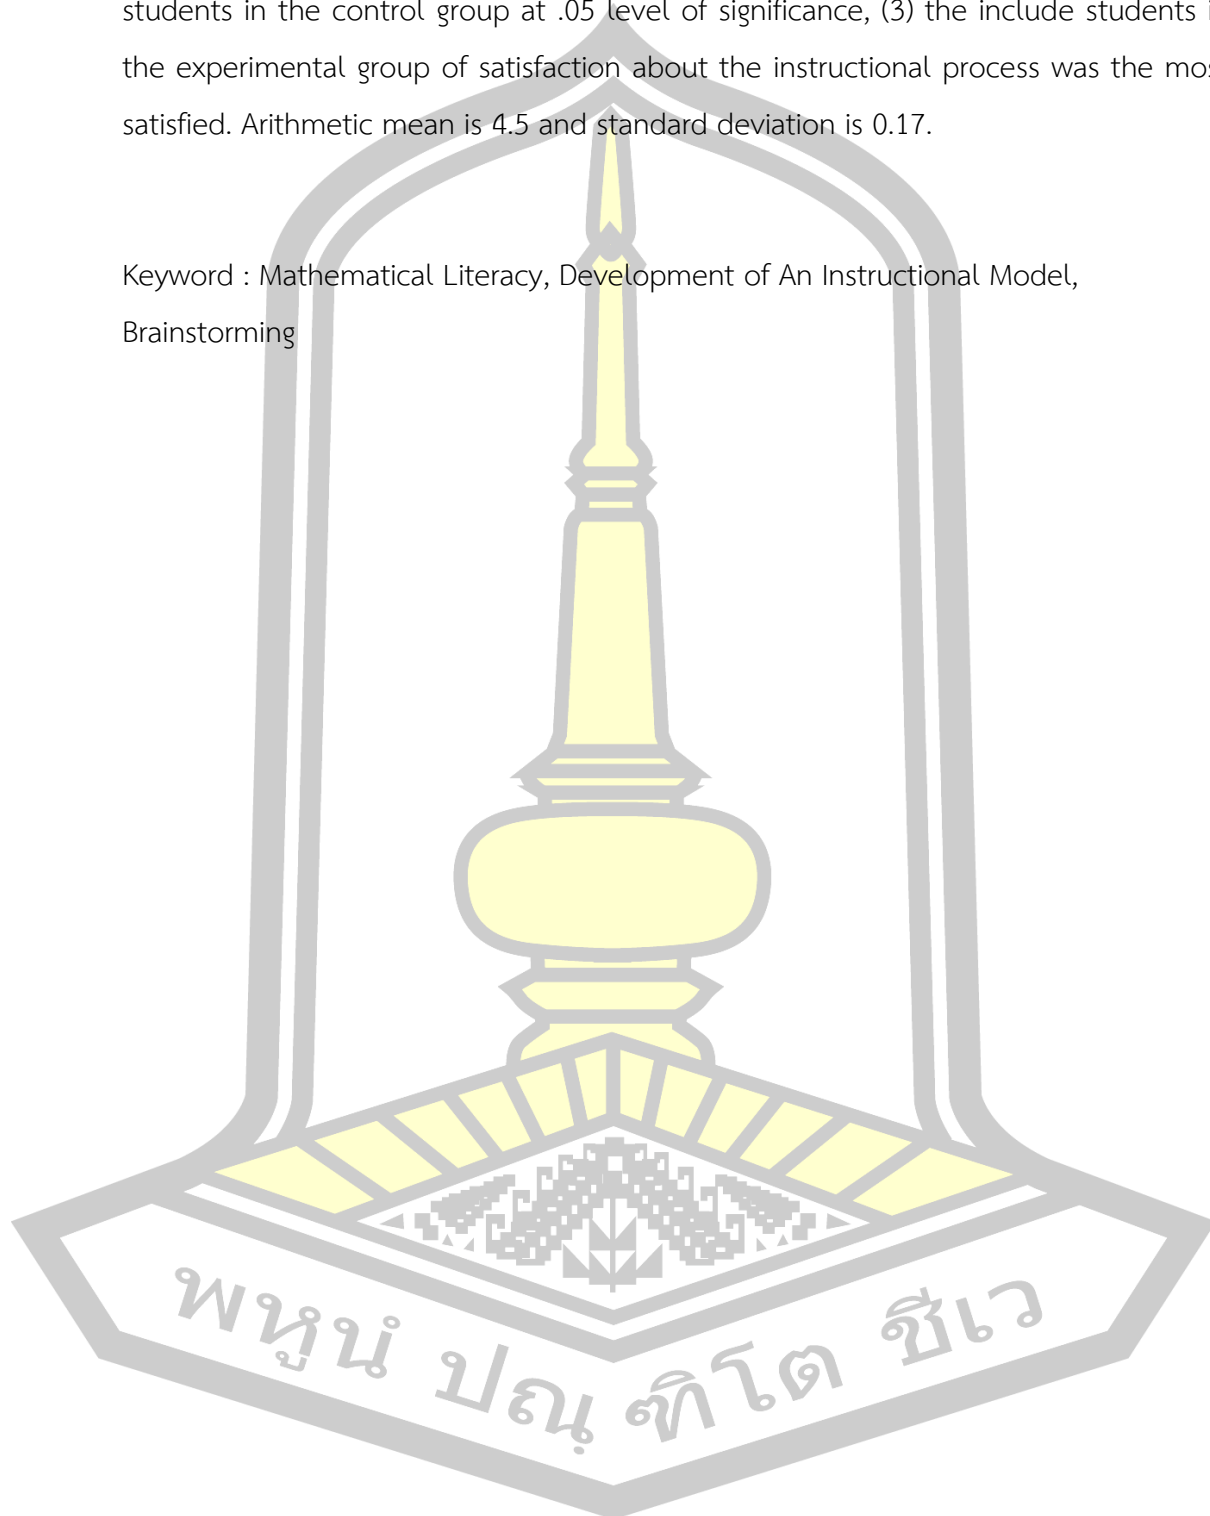 students in the control group at .05 level of significance, (3) the include students
the experimental group of satisfaction about the instructional process was the
satisfied. Arithmetic mean is 4.5 and standard deviation is 0.17.
Keyword : Mathematical Literacy, Development of An Instructional Model,
Brainstorming
พหูนํ ปณฺ ฑิโต ชีเว